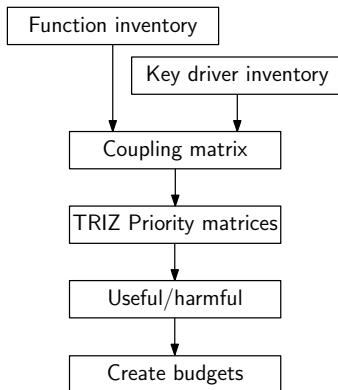 Function inventory
Key driver inventory
Coupling matrix
TRIZ Priority matrices
Useful/harmful
Create budgets